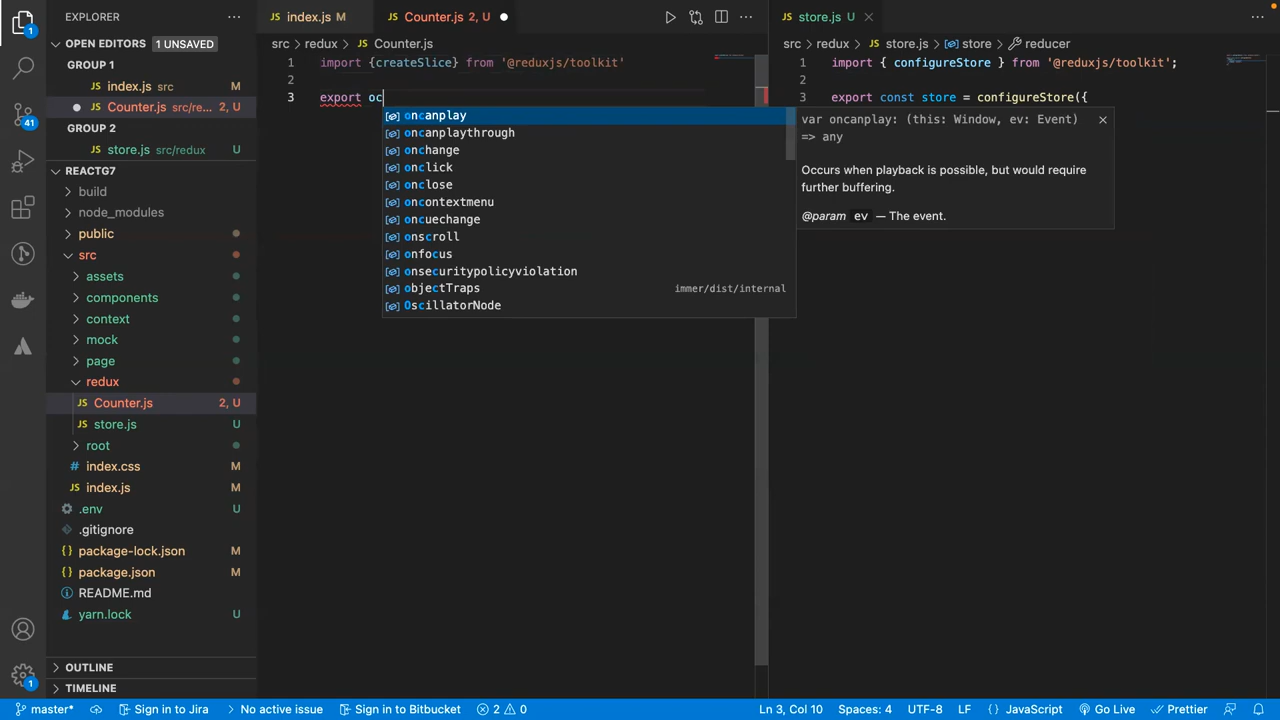 EXPLORER
OPEN EDITORS 1 UNSAVED
GROUP 1
JS index.js src M
JS Counter.js src/re... 2, U
GROUP 2
JS store.js src/redux U
REACTG7
build
node_modules
public
src
assets
components
context
mock
page
redux
JS Counter.js 2, U
JS store.js U
root
# index.css M
JS index.js M
.env U
.gitignore
{} package-lock.json M
{} package.json M
README.md
yarn.lock U
OUTLINE
TIMELINE
1
41
1
JS index.js M
JS Counter.js 2, U
src > redux > JS Counter.js
1 import {createSlice} from '@reduxjs/toolkit'
2
3 export oc
oncanplay
oncanplaythrough
onchange
onclick
onclose
oncontextmenu
oncuechange
onscroll
onfocus
onsecuritypolicyviolation
objectTraps immer/dist/internal
OscillatorNode
JS store.js U
src > redux > JS store.js > store > reducer
1 import { configureStore } from '@reduxjs/toolkit';
2
3 export const store = configureStore({
var oncanplay: (this: Window, ev: Event)
=> any
Occurs when playback is possible, but would require
further buffering.
@param ev — The event.
master* Sign in to Jira No active issue Sign in to Bitbucket 2 0 Ln 3, Col 10 Spaces: 4 UTF-8 LF {} JavaScript Go Live Prettier